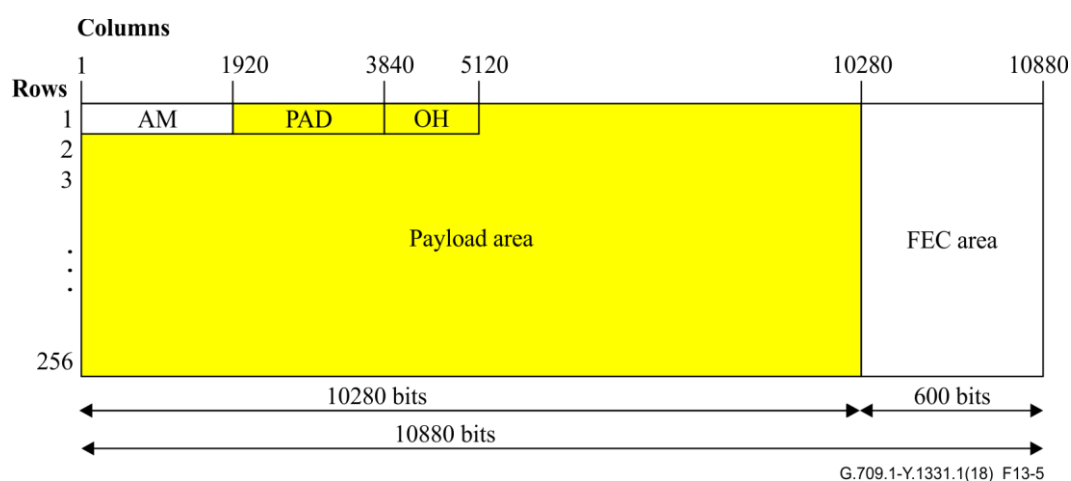 Columns
1 1920 3840 5120 10280 10880
Rows
1 AM PAD OH
2
3
Payload area FEC area
256
10280 bits 600 bits
10880 bits
G.709.1-Y.1331.1(18) F13-5